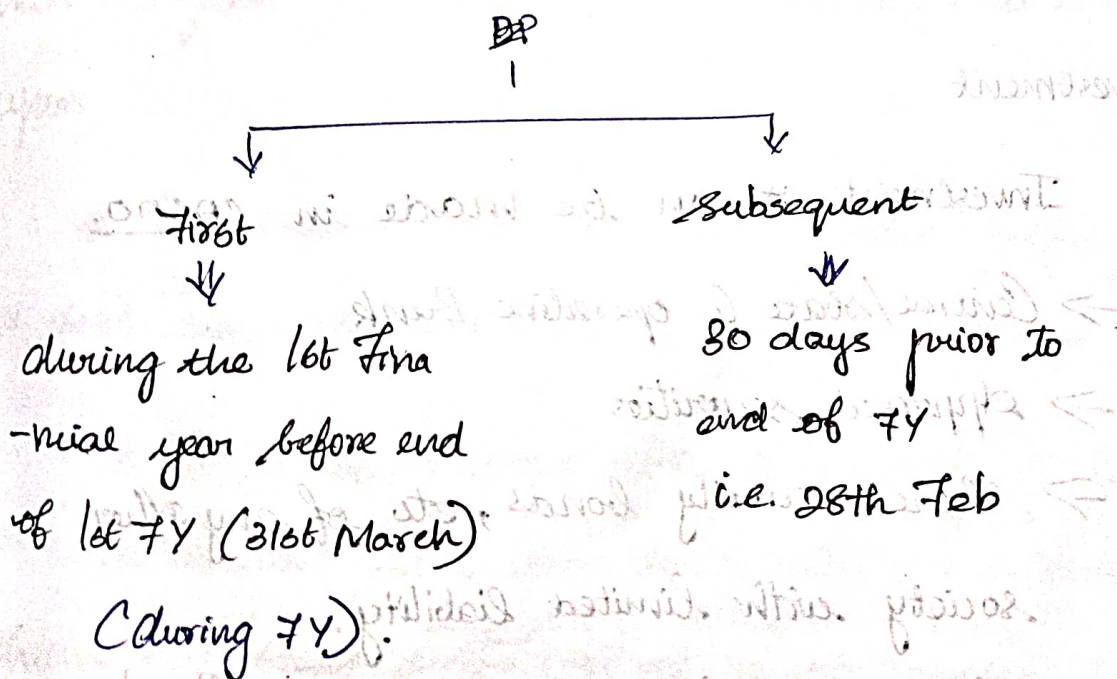 First
during the 1st Fina
-ncial year before end
of 1st FY (31st March)
(during FY).
Subsequent
30 days prior to
end of FY
i.e. 28th Feb